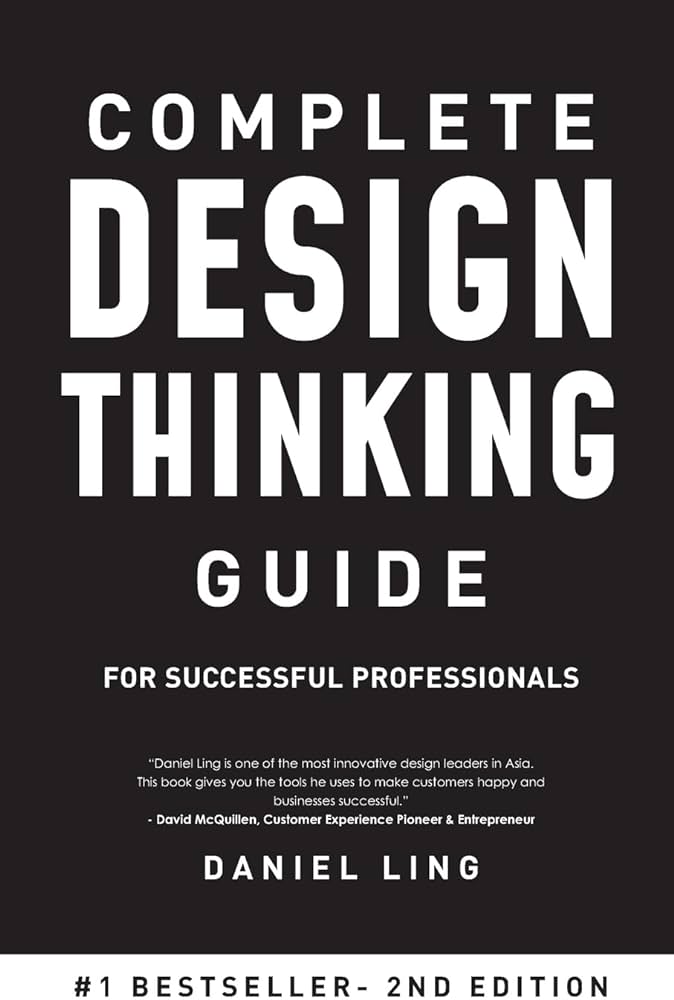 COMPLETE
DESIGN
THINKING
GUIDE
FOR SUCCESSFUL PROFESSIONALS
“Daniel Ling is one of the most innovative design leaders in Asia.
This book gives you the tools he uses to make customers happy and
businesses successful.”
- David McQuillen, Customer Experience Pioneer & Entrepreneur
DANIEL LING
#1 BESTSELLER- 2ND EDITION